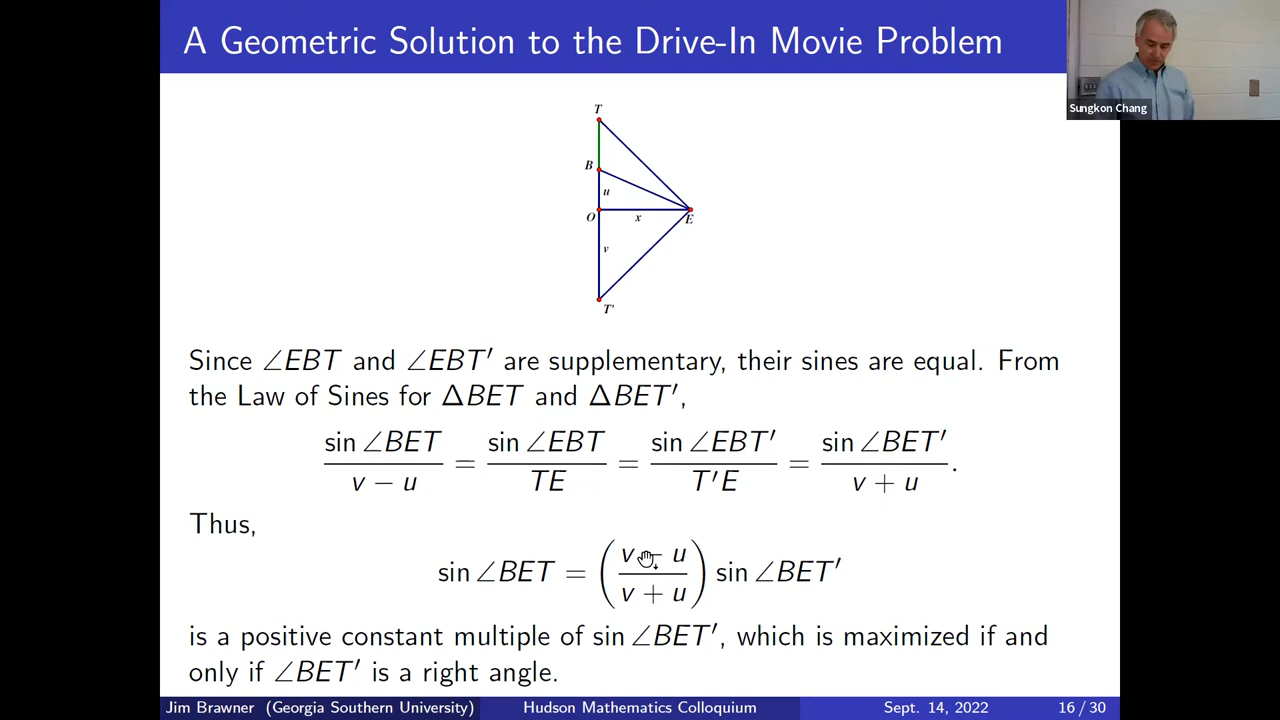 A Geometric Solution to the Drive-In Movie Problem
Sungkon Chang
T
B
u
O
x
E
v
T'
Since ∠EBT and ∠EBT′ are supplementary, their sines are equal. From
the Law of Sines for ΔBET and ΔBET′,
sin ∠BET / v − u = sin ∠EBT / TE = sin ∠EBT′ / T′E = sin ∠BET′ / v + u .
Thus,
sin ∠BET = (v − u / v + u) sin ∠BET′
is a positive constant multiple of sin ∠BET′, which is maximized if and
only if ∠BET′ is a right angle.
Jim Brawner (Georgia Southern University) Hudson Mathematics Colloquium Sept. 14, 2022 16 / 30